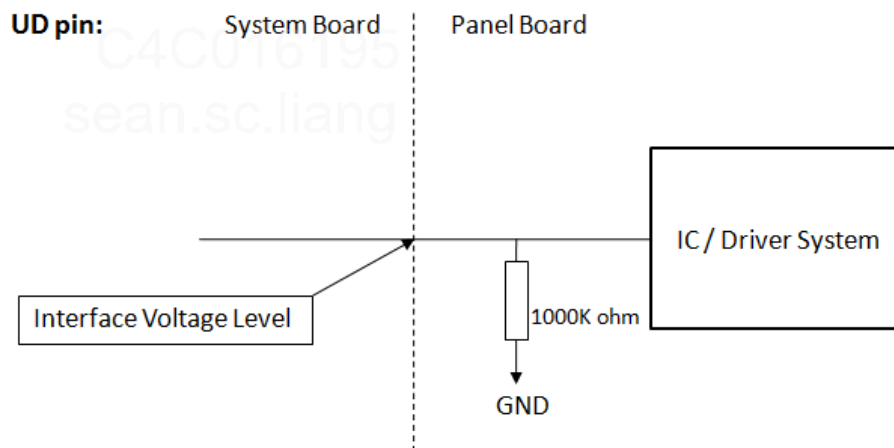 UD pin:
System Board
Panel Board
C4C016195
sean.sc.liang
IC / Driver System
Interface Voltage Level
1000K ohm
GND